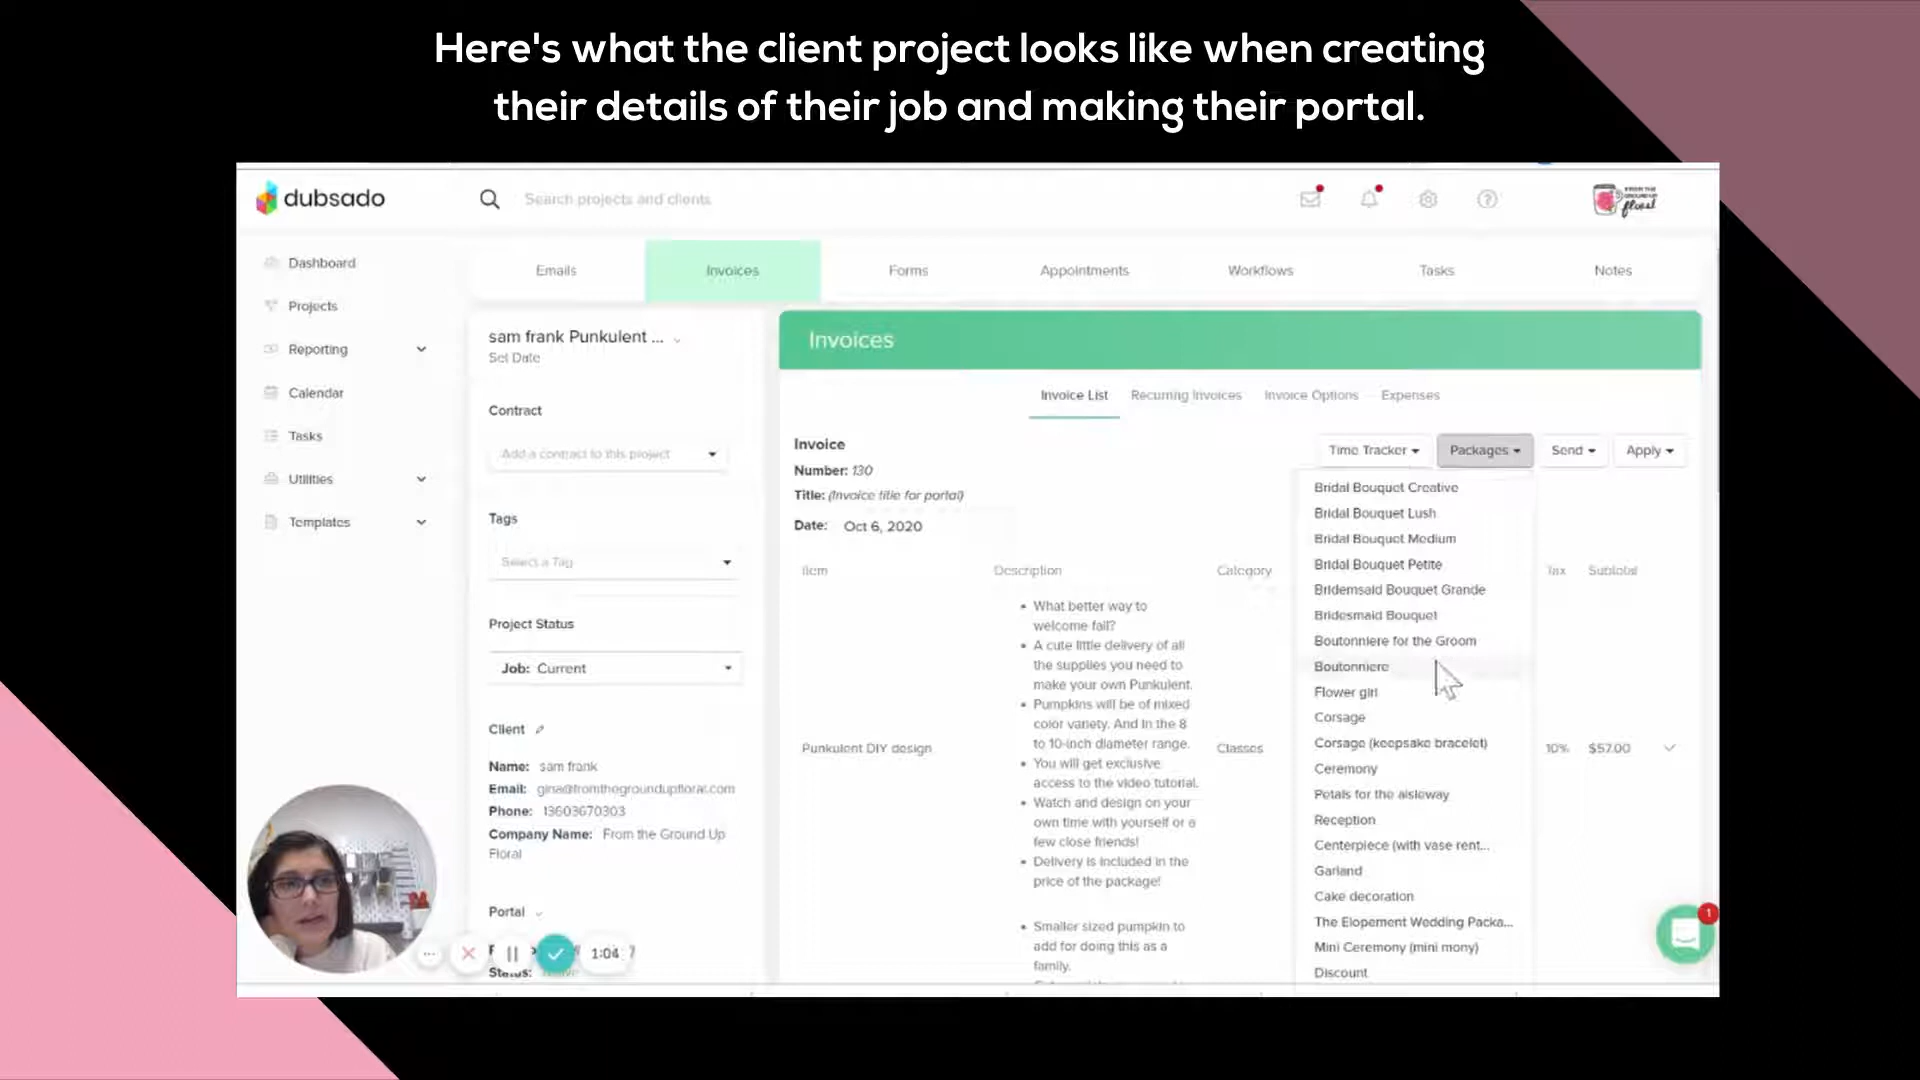 Here's what the client project looks like when creating
their details of their job and making their portal.
dubsado
Search projects and clients
FROM THE
GROUND UP
floral
Dashboard
Projects
Reporting
Calendar
Tasks
Utilities
Templates
Emails
Invoices
Forms
Appointments
Workflows
Tasks
Notes
sam frank Punkulent ...
Set Date
Contract
Add a contract to this project
Tags
Select a Tag
Project Status
Job: Current
Client
Name: sam frank
Email: gina@fromthegroundupfloral.com
Phone: 13603670303
Company Name: From the Ground Up
Floral
Portal
Status:
1:04
Invoices
Invoice List
Recurring Invoices
Invoice Options
Expenses
Invoice
Number: 130
Title: (Invoice title for portal)
Date: Oct 6, 2020
Time Tracker
Packages
Send
Apply
Item
Description
Category
Tax
Subtotal
Punkulent DIY design
• What better way to
welcome fall?
• A cute little delivery of all
the supplies you need to
make your own Punkulent.
• Pumpkins will be of mixed
color variety. And in the 8
to 10-inch diameter range.
• You will get exclusive
access to the video tutorial.
• Watch and design on your
own time with yourself or a
few close friends!
• Delivery is included in the
price of the package!
• Smaller sized pumpkin to
add for doing this as a
family.
Classes
10%
$57.00
Bridal Bouquet Creative
Bridal Bouquet Lush
Bridal Bouquet Medium
Bridal Bouquet Petite
Bridemsaid Bouquet Grande
Bridesmaid Bouquet
Boutonniere for the Groom
Boutonniere
Flower girl
Corsage
Corsage (keepsake bracelet)
Ceremony
Petals for the aisleway
Reception
Centerpiece (with vase rent...
Garland
Cake decoration
The Elopement Wedding Packa...
Mini Ceremony (mini mony)
Discount
1